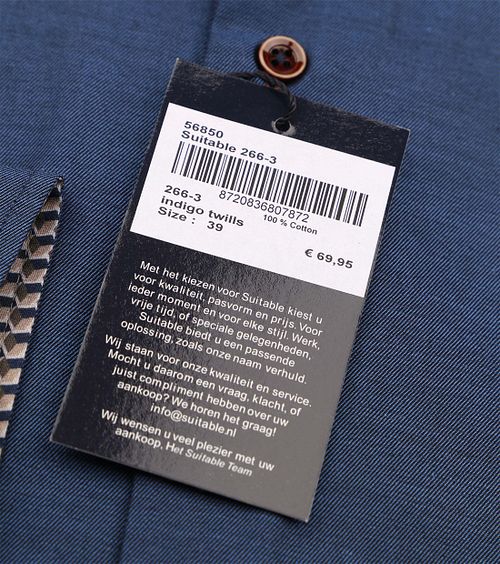 56850
Suitable 266-3
8720836807872
266-3
indigo twills
100 % Cotton
Size : 39
€ 69,95
Met het kiezen voor Suitable kiest u
voor kwaliteit, pasvorm en prijs. Voor
ieder moment en voor elke stijl. Werk,
vrije tijd, of speciale gelegenheden,
Suitable biedt u een passende
oplossing, zoals onze naam verhuld.
Wij staan voor onze kwaliteit en service.
Mocht u daarom een vraag, klacht, of
juist compliment hebben over uw
aankoop? We horen het graag!
info@suitable.nl
Wij wensen u veel plezier met uw
aankoop, Het Suitable Team